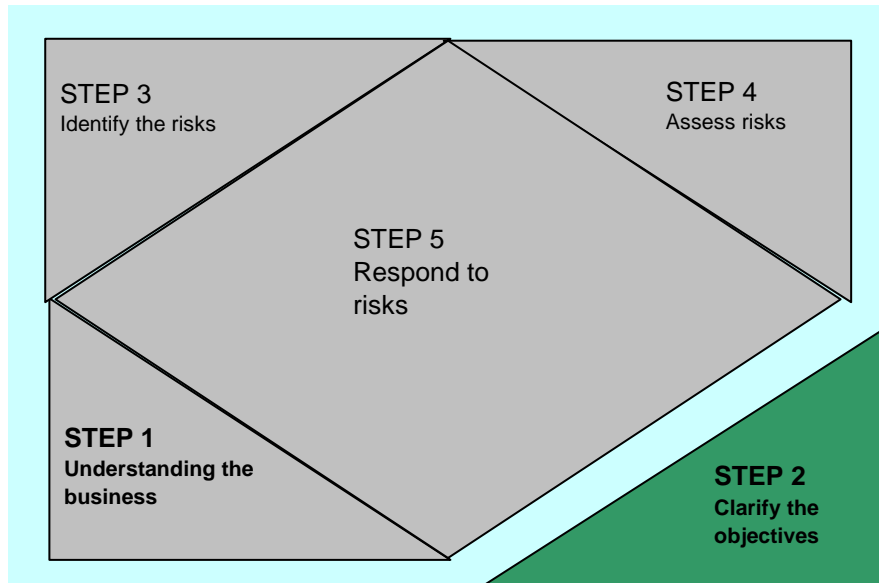 STEP 3
Identify the risks
STEP 4
Assess risks
STEP 5
Respond to
risks
STEP 1
Understanding the
business
STEP 2
Clarify the
objectives